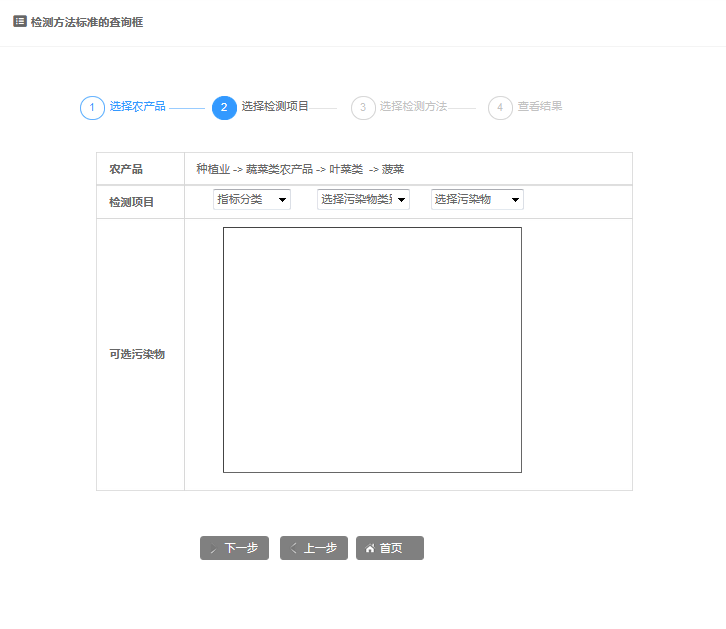 检测方法标准的查询框
1 选择农产品 2 选择检测项目 3 选择检测方法 4 查看结果
农产品 种植业 -> 蔬菜类农产品 -> 叶菜类 -> 菠菜
检测项目 指标分类 选择污染物类别 选择污染物
可选污染物
下一步 上一步 首页